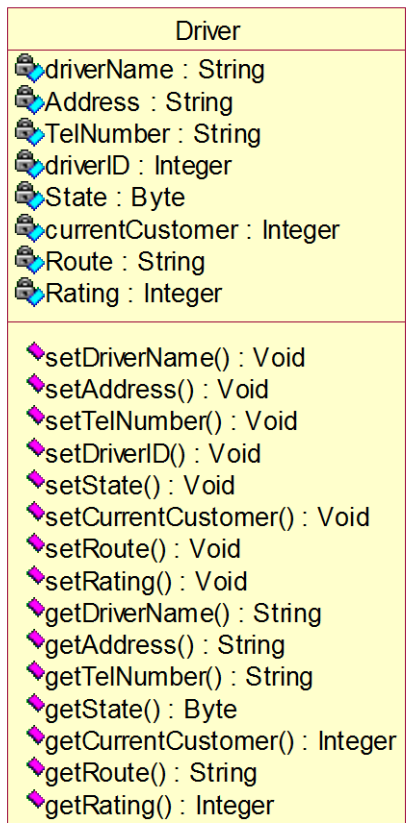 Driver
driverName : String
Address : String
TelNumber : String
driverID : Integer
State : Byte
currentCustomer : Integer
Route : String
Rating : Integer
setDriverName() : Void
setAddress() : Void
setTelNumber() : Void
setDriverID() : Void
setState() : Void
setCurrentCustomer() : Void
setRoute() : Void
setRating() : Void
getDriverName() : String
getAddress() : String
getTelNumber() : String
getState() : Byte
getCurrentCustomer() : Integer
getRoute() : String
getRating() : Integer